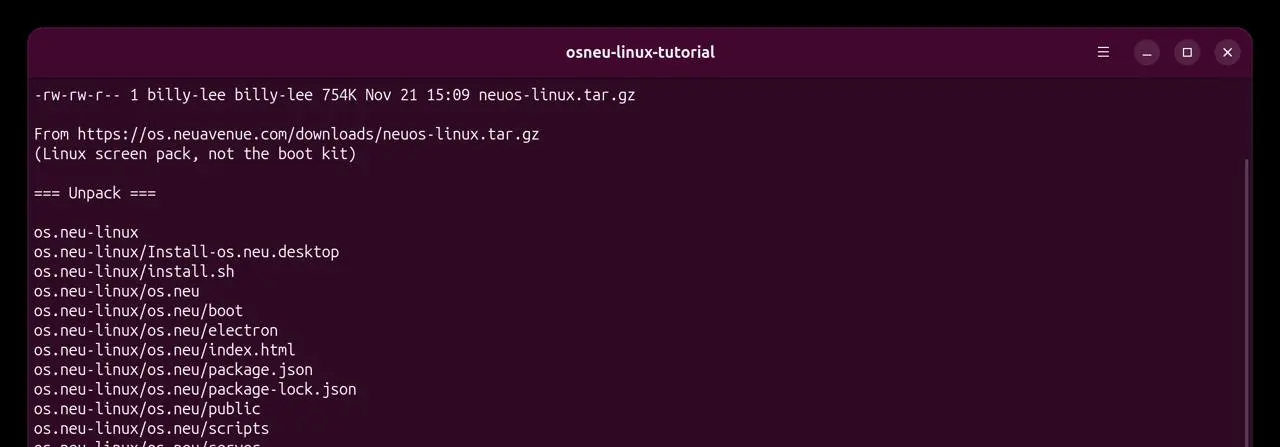 osneu-linux-tutorial
-rw-rw-r-- 1 billy-lee billy-lee 754K Nov 21 15:09 neuos-linux.tar.gz
From https://os.neuavenue.com/downloads/neuos-linux.tar.gz
(Linux screen pack, not the boot kit)
=== Unpack ===
os.neu-linux
os.neu-linux/Install-os.neu.desktop
os.neu-linux/install.sh
os.neu-linux/os.neu
os.neu-linux/os.neu/boot
os.neu-linux/os.neu/electron
os.neu-linux/os.neu/index.html
os.neu-linux/os.neu/package.json
os.neu-linux/os.neu/package-lock.json
os.neu-linux/os.neu/public
os.neu-linux/os.neu/scripts